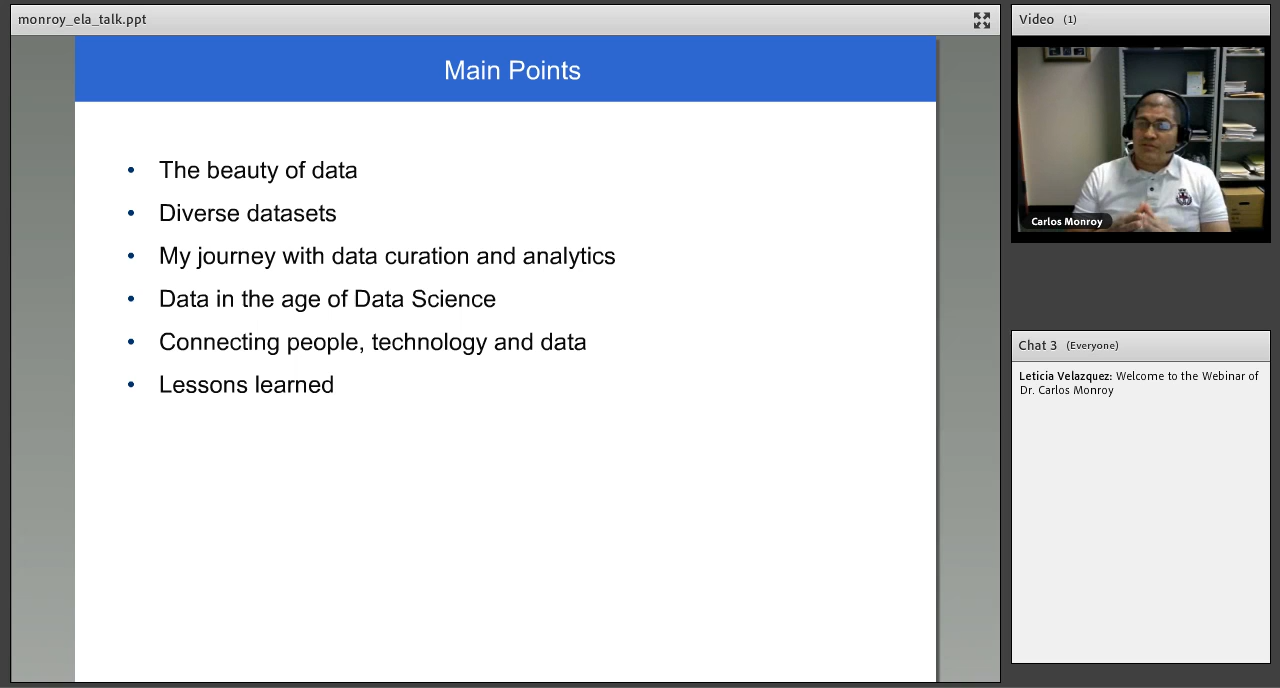 monroy_ela_talk.ppt
Main Points
• The beauty of data
• Diverse datasets
• My journey with data curation and analytics
• Data in the age of Data Science
• Connecting people, technology and data
• Lessons learned
Video (1)
Carlos Monroy
Chat 3 (Everyone)
Leticia Velazquez: Welcome to the Webinar of
Dr. Carlos Monroy